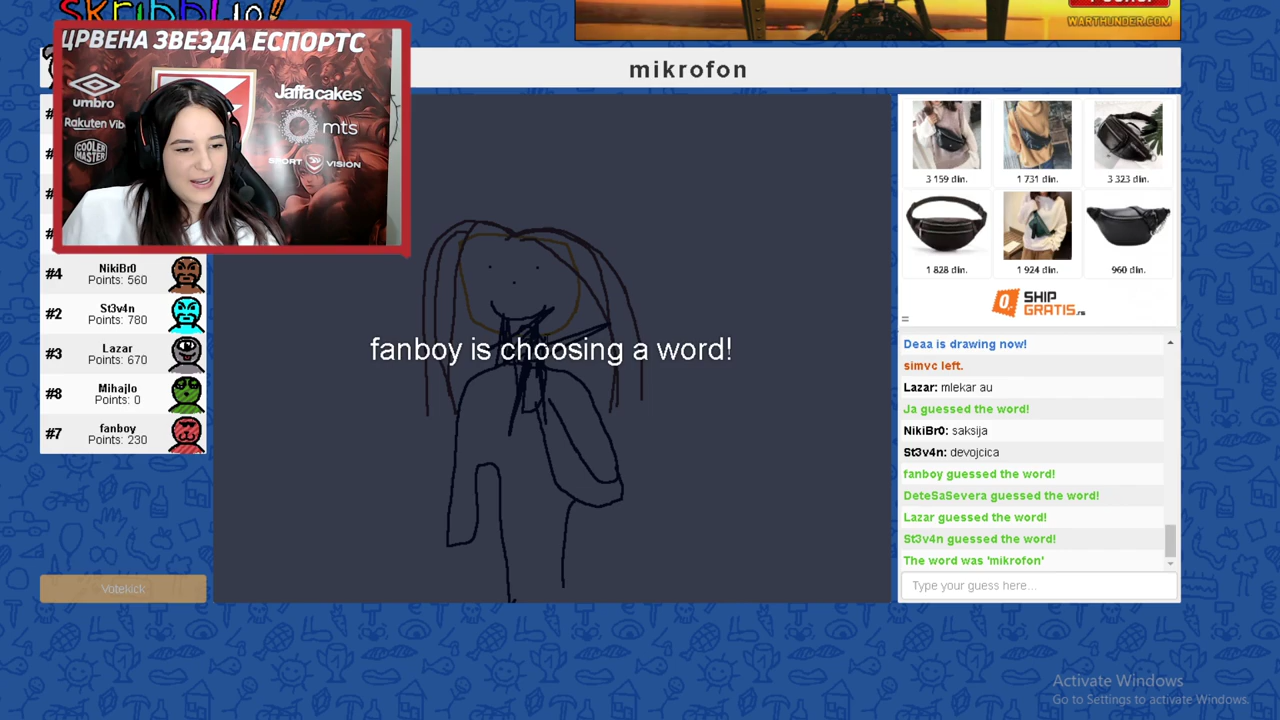 skribbl.io!
ЦРВЕНА ЗВЕЗДА ЕСПОРТС
umbro
Jaffa cakes
Rakuten Vib
mts
COOLER MASTER
SPORT VISION
WARTHUNDER.COM
mikrofon
#4
NikiBr0
Points: 560
#2
St3v4n
Points: 780
#3
Lazar
Points: 670
#8
Mihajlo
Points: 0
#7
fanboy
Points: 230
Votekick
fanboy is choosing a word!
3 159 din.
1 731 din.
3 323 din.
1 828 din.
1 924 din.
960 din.
SHIP
GRATIS.rs
Deaa is drawing now!
simvc left.
Lazar: mlekar au
Ja guessed the word!
NikiBr0: saksija
St3v4n: devojcica
fanboy guessed the word!
DeteSaSevera guessed the word!
Lazar guessed the word!
St3v4n guessed the word!
The word was 'mikrofon'
Type your guess here...
Activate Windows
Go to Settings to activate Windows.